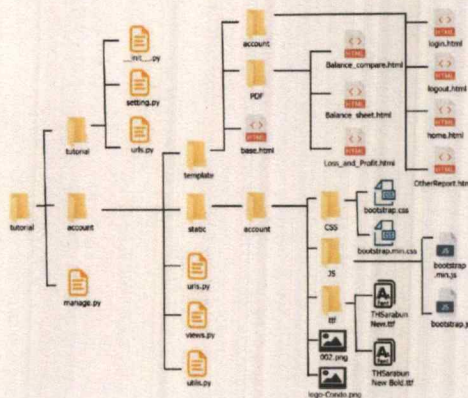 __init__.py
setting.py
urls.py
tutorial
tutorial
account
manage.py
template
static
urls.py
views.py
utils.py
account
PDF
base.html
Balance_compare.html
Balance_sheet.html
Loss_and_Profit.html
login.html
logout.html
home.html
OtherReport.htm
account
CSS
JS
ttf
002.png
logo-Condo.png
bootstrap.css
bootstrap.min.css
bootstrap
.min.js
bootstrap.j
THSarabun
New.ttf
THSarabun
New Bold.ttf